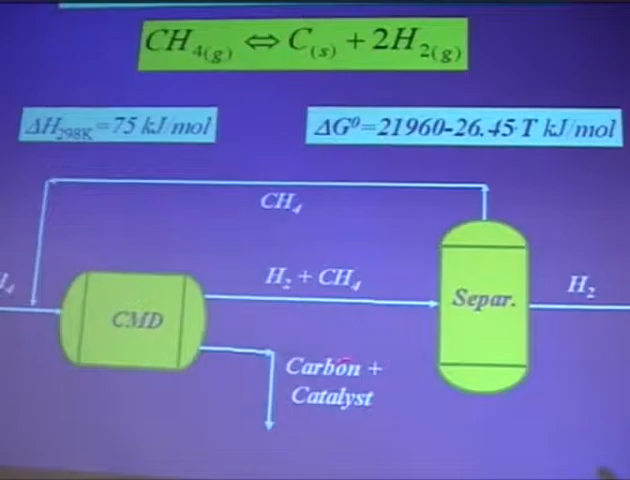 CH4(g) ⇔ C(s) + 2H2(g)
ΔH298K=75 kJ/mol
ΔG⁰=21960-26.45·T kJ/mol
CH4
H2 + CH4
CMD
Separ.
H2
Carbon +
Catalyst